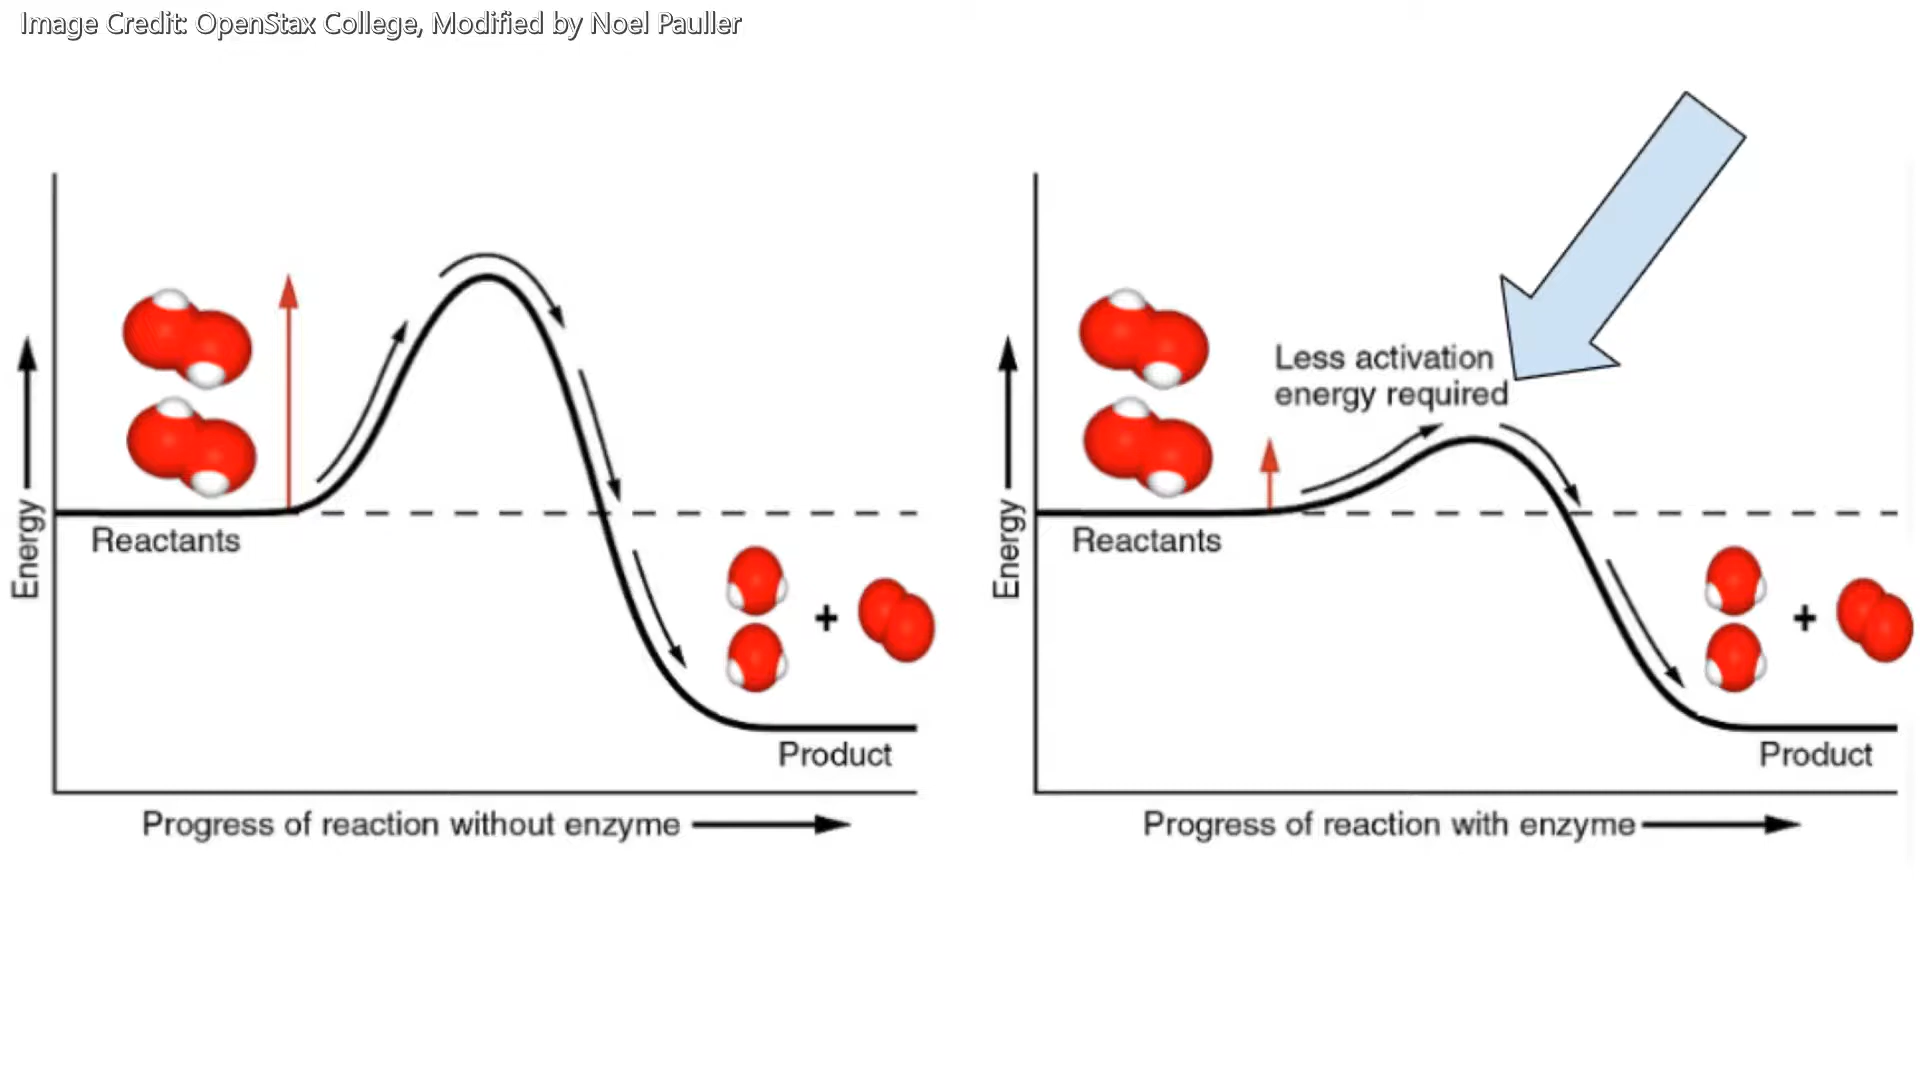 Image Credit: OpenStax College, Modified by Noel Pauller
Energy
Reactants
+
Product
Progress of reaction without enzyme
Energy
Less activation
energy required
Reactants
+
Product
Progress of reaction with enzyme